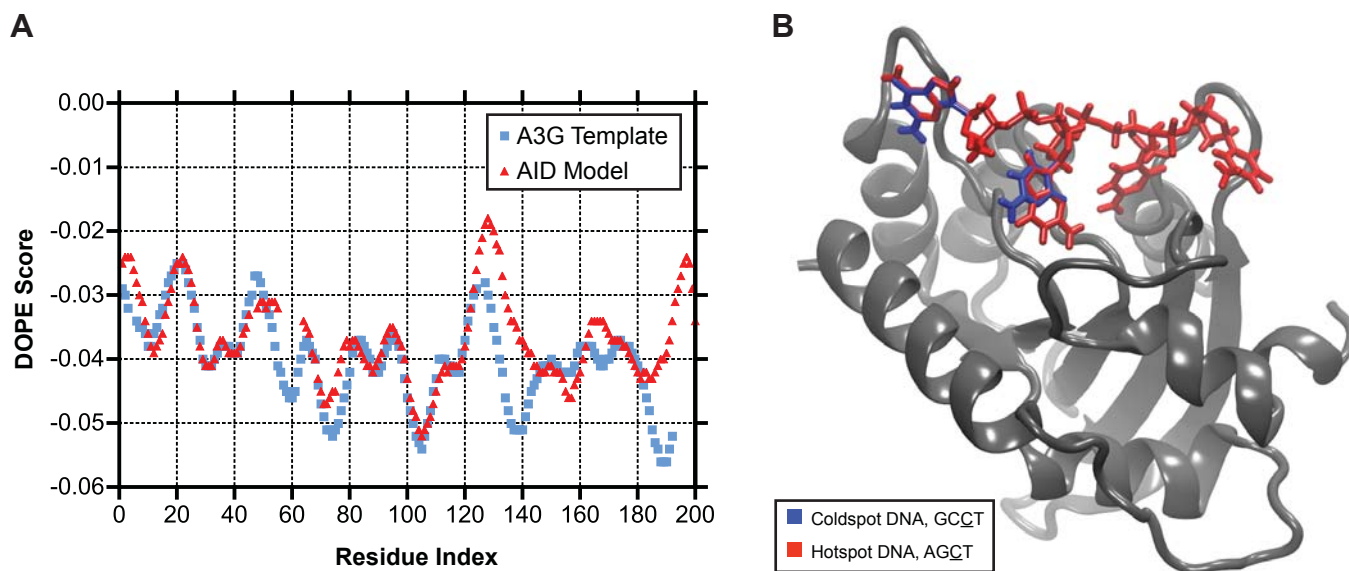 A
B
0.00
-0.01
-0.02
-0.03
-0.04
-0.05
-0.06
DOPE Score
A3G Template
AID Model
0 20 40 60 80 100 120 140 160 180 200
Residue Index
Coldspot DNA, GCCT
Hotspot DNA, AGCT